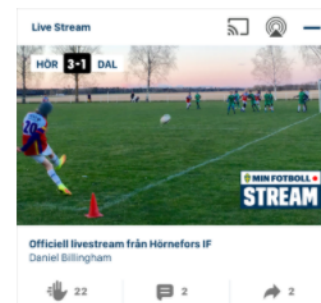 Live Stream
HÖR 3-1 DAL
20
MIN FOTBOLL
STREAM
Officiell livestream från Hörnefors IF
Daniel Billingham
22 2 2